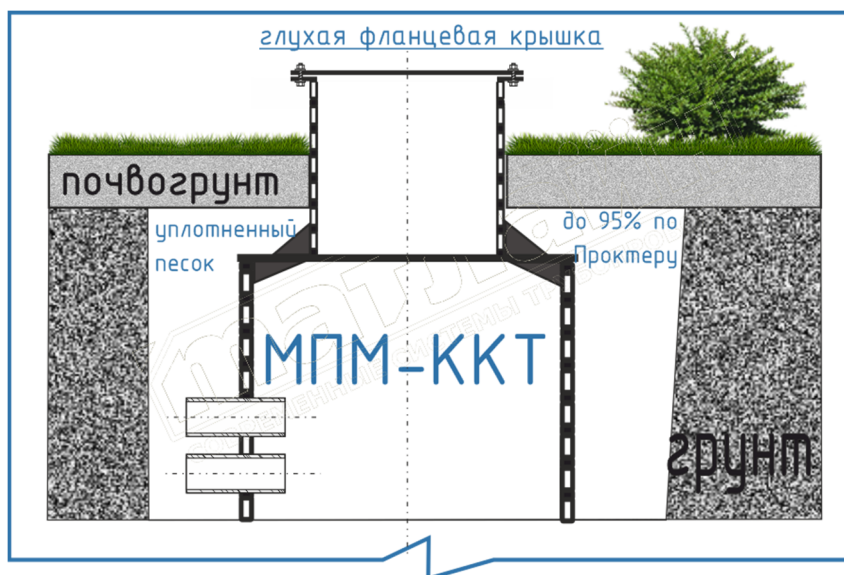 глухая фланцевая крышка
почвогрунт
уплотненный
песок
до 95% по
Проктеру
МПМ-ККТ
грунт